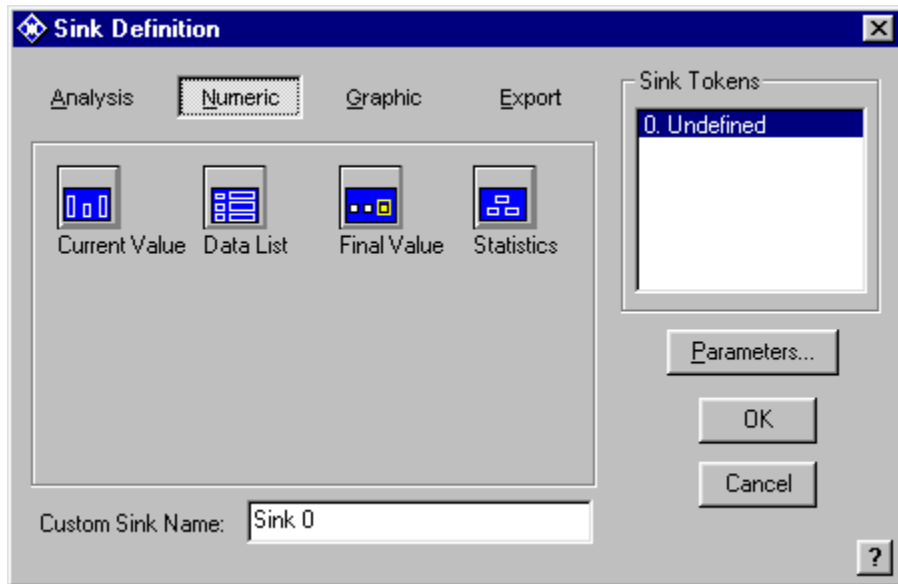 Sink Definition
Analysis Numeric Graphic Export
Sink Tokens
0. Undefined
Current Value Data List Final Value Statistics
Parameters...
OK
Cancel
Custom Sink Name: Sink 0
?